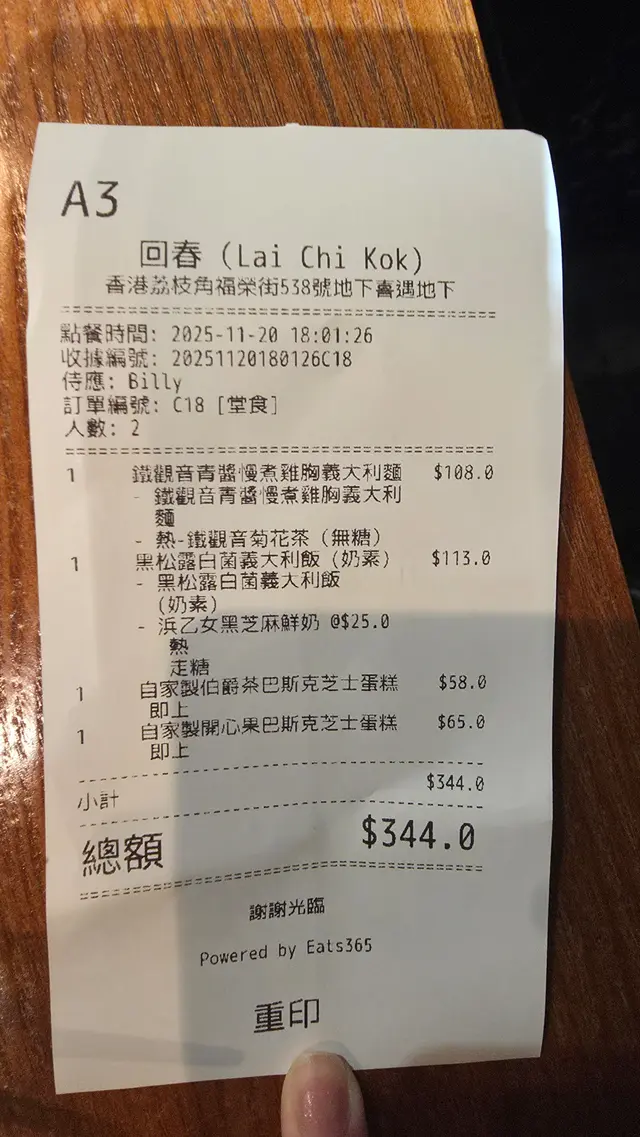 A3
回春 (Lai Chi Kok)
香港荔枝角福榮街538號地下喜遇地下
點餐時間: 2025-11-20 18:01:26
收據編號: 20251120180126C18
侍應: Billy
訂單編號: C18 [堂食]
人數: 2
1 鐵觀音青醬慢煮雞胸義大利麵 $108.0
- 鐵觀音青醬慢煮雞胸義大利
麵
- 熱-鐵觀音菊花茶 (無糖)
1 黑松露白菌義大利飯 (奶素) $113.0
- 黑松露白菌義大利飯
(奶素)
- 浜乙女黑芝麻鮮奶 @$25.0
熱
走糖
1 自家製伯爵茶巴斯克芝士蛋糕 $58.0
即上
1 自家製開心果巴斯克芝士蛋糕 $65.0
即上
小計 $344.0
總額 $344.0
謝謝光臨
Powered by Eats365
重印